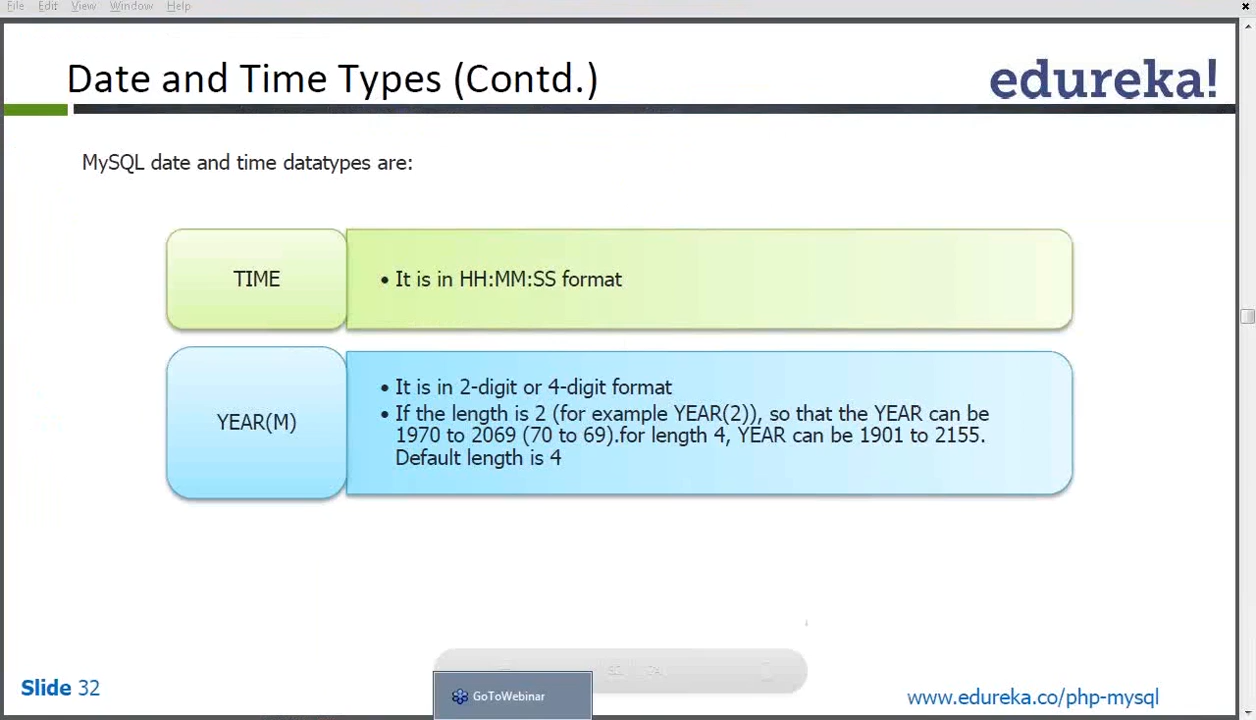 File Edit View Window Help
Date and Time Types (Contd.)
edureka!
MySQL date and time datatypes are:
TIME
• It is in HH:MM:SS format
YEAR(M)
• It is in 2-digit or 4-digit format
• If the length is 2 (for example YEAR(2)), so that the YEAR can be
1970 to 2069 (70 to 69).for length 4, YEAR can be 1901 to 2155.
Default length is 4
Slide 32
GoToWebinar
www.edureka.co/php-mysql